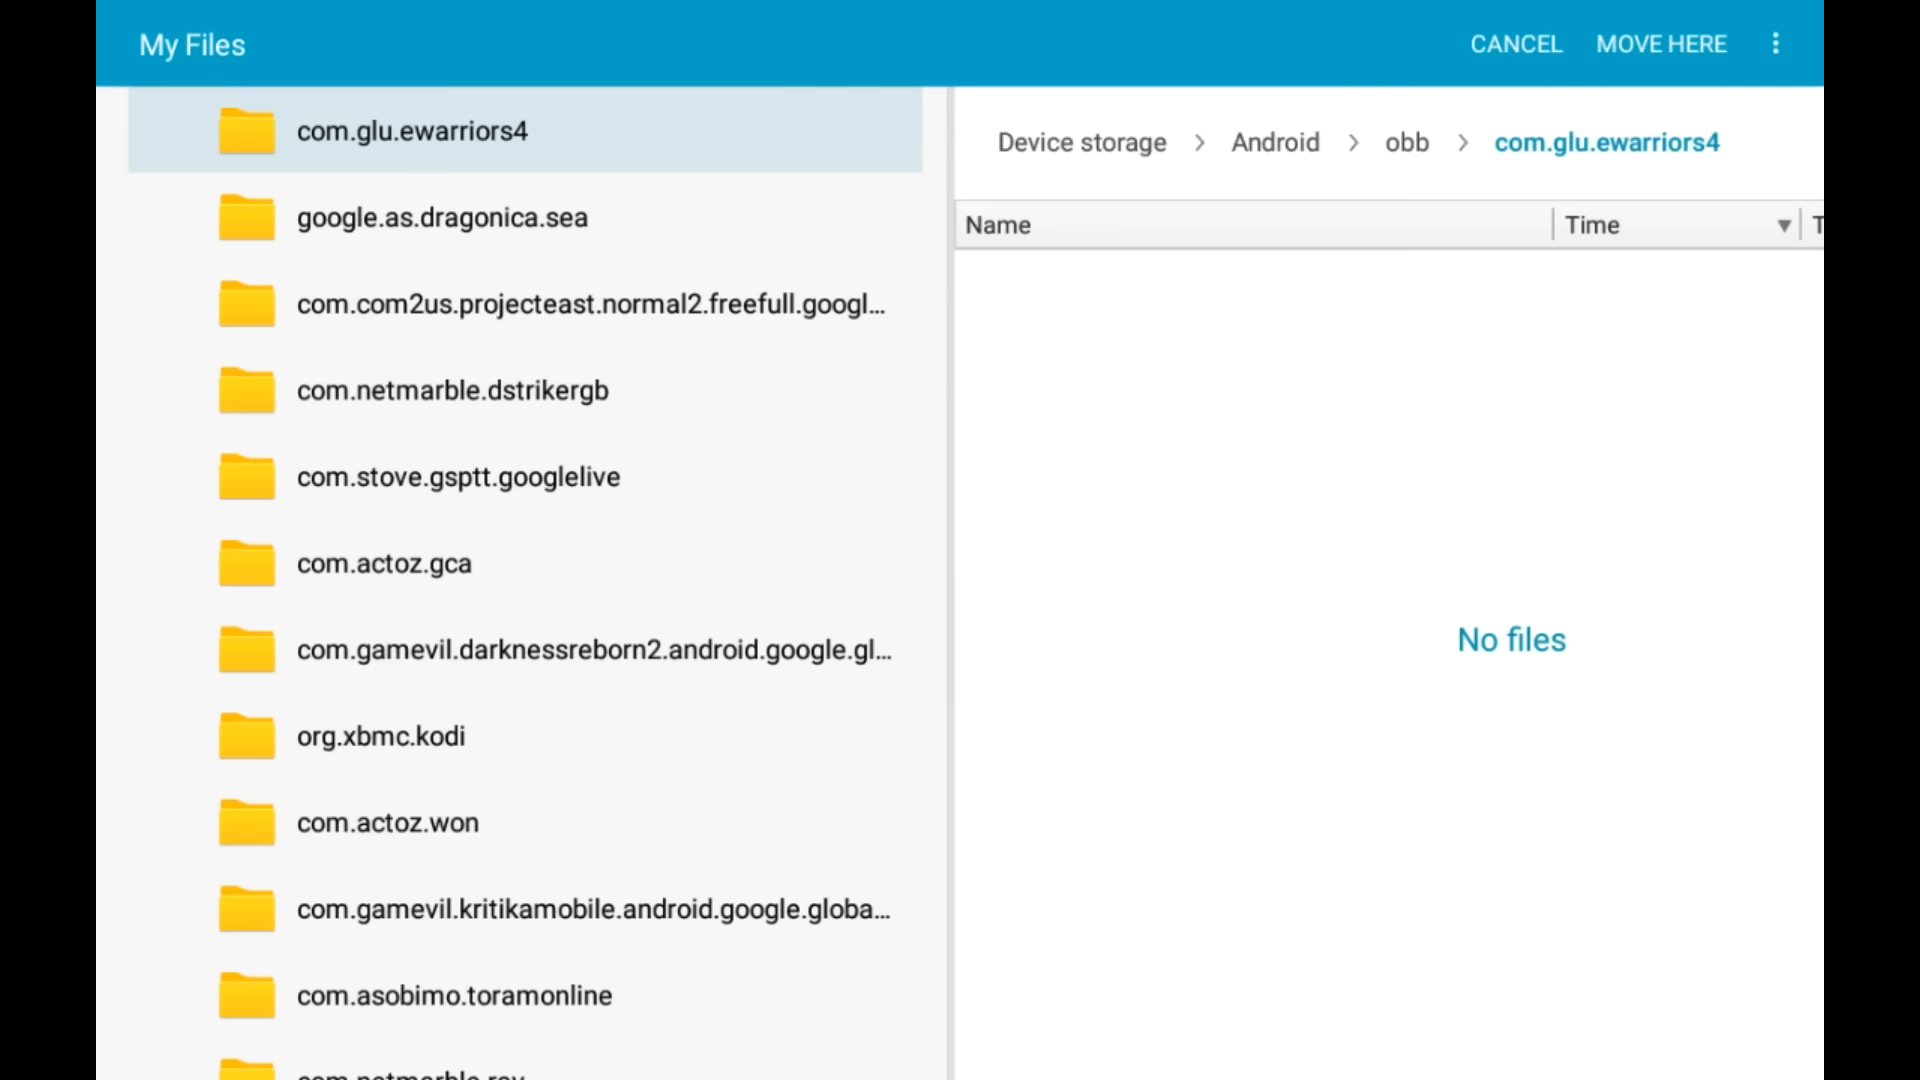 My Files
CANCEL MOVE HERE
com.glu.ewarriors4
google.as.dragonica.sea
com.com2us.projecteast.normal2.freefull.googl...
com.netmarble.dstrikergb
com.stove.gsptt.googlelive
com.actoz.gca
com.gamevil.darknessreborn2.android.google.gl...
org.xbmc.kodi
com.actoz.won
com.gamevil.kritikamobile.android.google.globa...
com.asobimo.toramonline
Device storage > Android > obb > com.glu.ewarriors4
Name Time T
No files